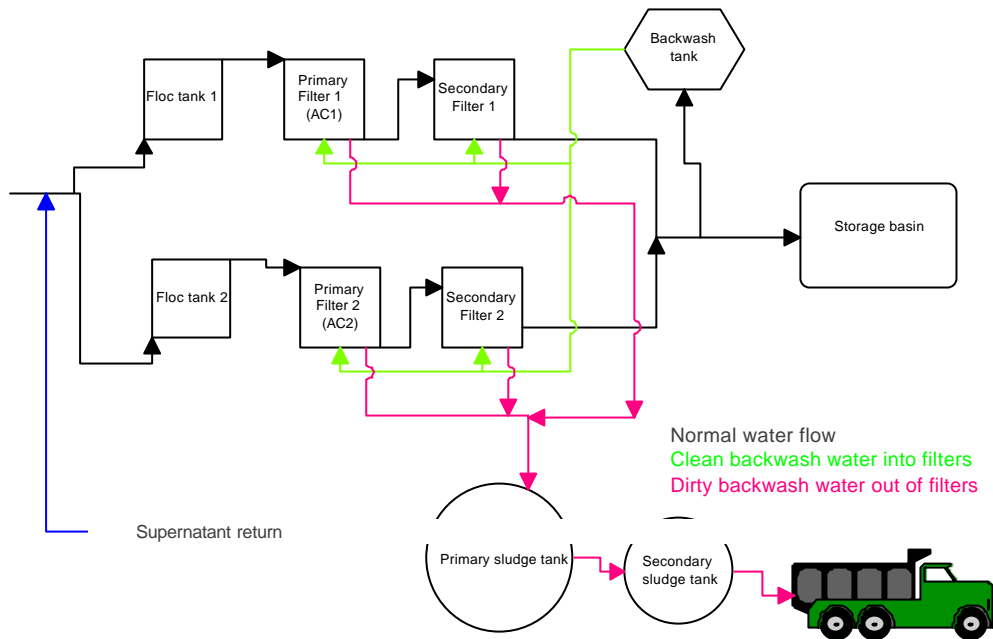 Backwash
tank
Floc tank 1
Primary
Filter 1
(AC1)
Secondary
Filter 1
Storage basin
Floc tank 2
Primary
Filter 2
(AC2)
Secondary
Filter 2
Normal water flow
Clean backwash water into filters
Dirty backwash water out of filters
Supernatant return
Primary sludge tank
Secondary
sludge tank